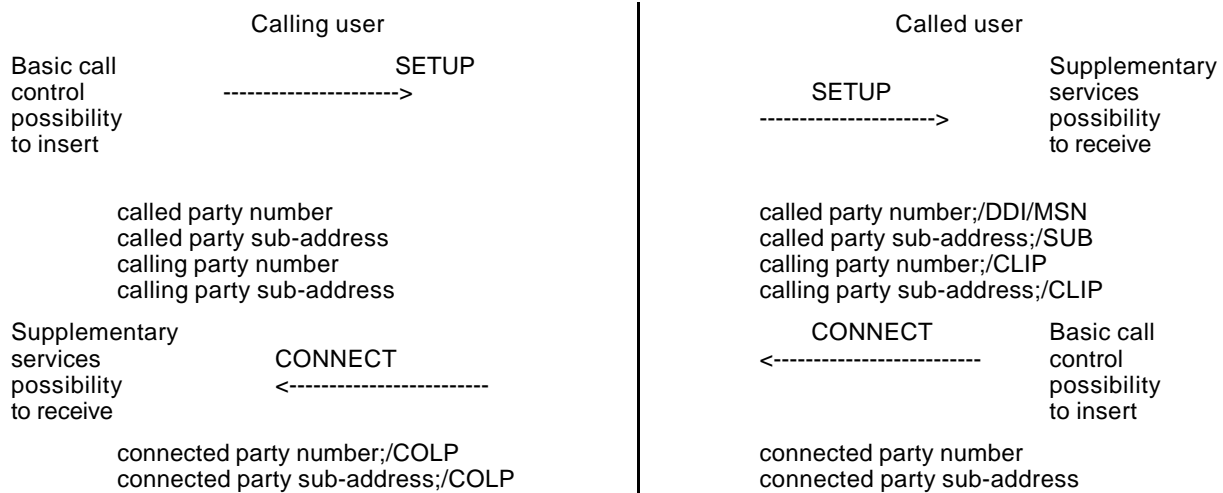 Calling user
Called user
Basic call
control
possibility
to insert
SETUP
---------------------->
SETUP
---------------------->
Supplementary
services
possibility
to receive
called party number
called party sub-address
calling party number
calling party sub-address
called party number;/DDI/MSN
called party sub-address;/SUB
calling party number;/CLIP
calling party sub-address;/CLIP
Supplementary
services
possibility
to receive
CONNECT
<-------------------------
CONNECT
<--------------------------
Basic call
control
possibility
to insert
connected party number;/COLP
connected party sub-address;/COLP
connected party number
connected party sub-address